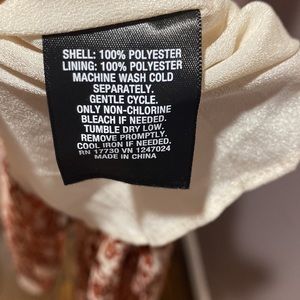 SHELL: 100% POLYESTER
LINING: 100% POLYESTER
MACHINE WASH COLD
SEPARATELY.
GENTLE CYCLE.
ONLY NON-CHLORINE
BLEACH IF NEEDED.
TUMBLE DRY LOW.
REMOVE PROMPTLY.
COOL IRON IF NEEDED.
RN 17730 VN 1247024
MADE IN CHINA